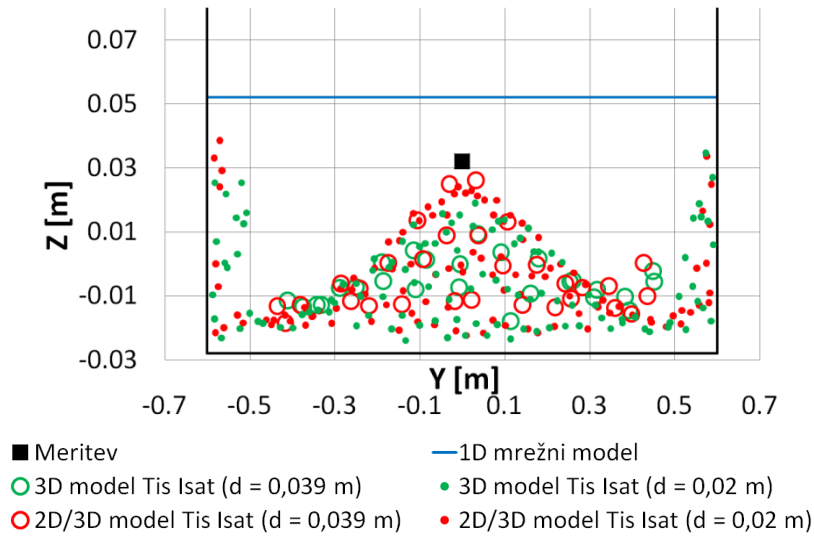 0.07
0.05
0.03
0.01
-0.01
-0.03
Z [m]
Y [m]
-0.7 -0.5 -0.3 -0.1 0.1 0.3 0.5 0.7
Meritev 1D mrežni model
3D model Tis Isat (d = 0,039 m) 3D model Tis Isat (d = 0,02 m)
2D/3D model Tis Isat (d = 0,039 m) 2D/3D model Tis Isat (d = 0,02 m)